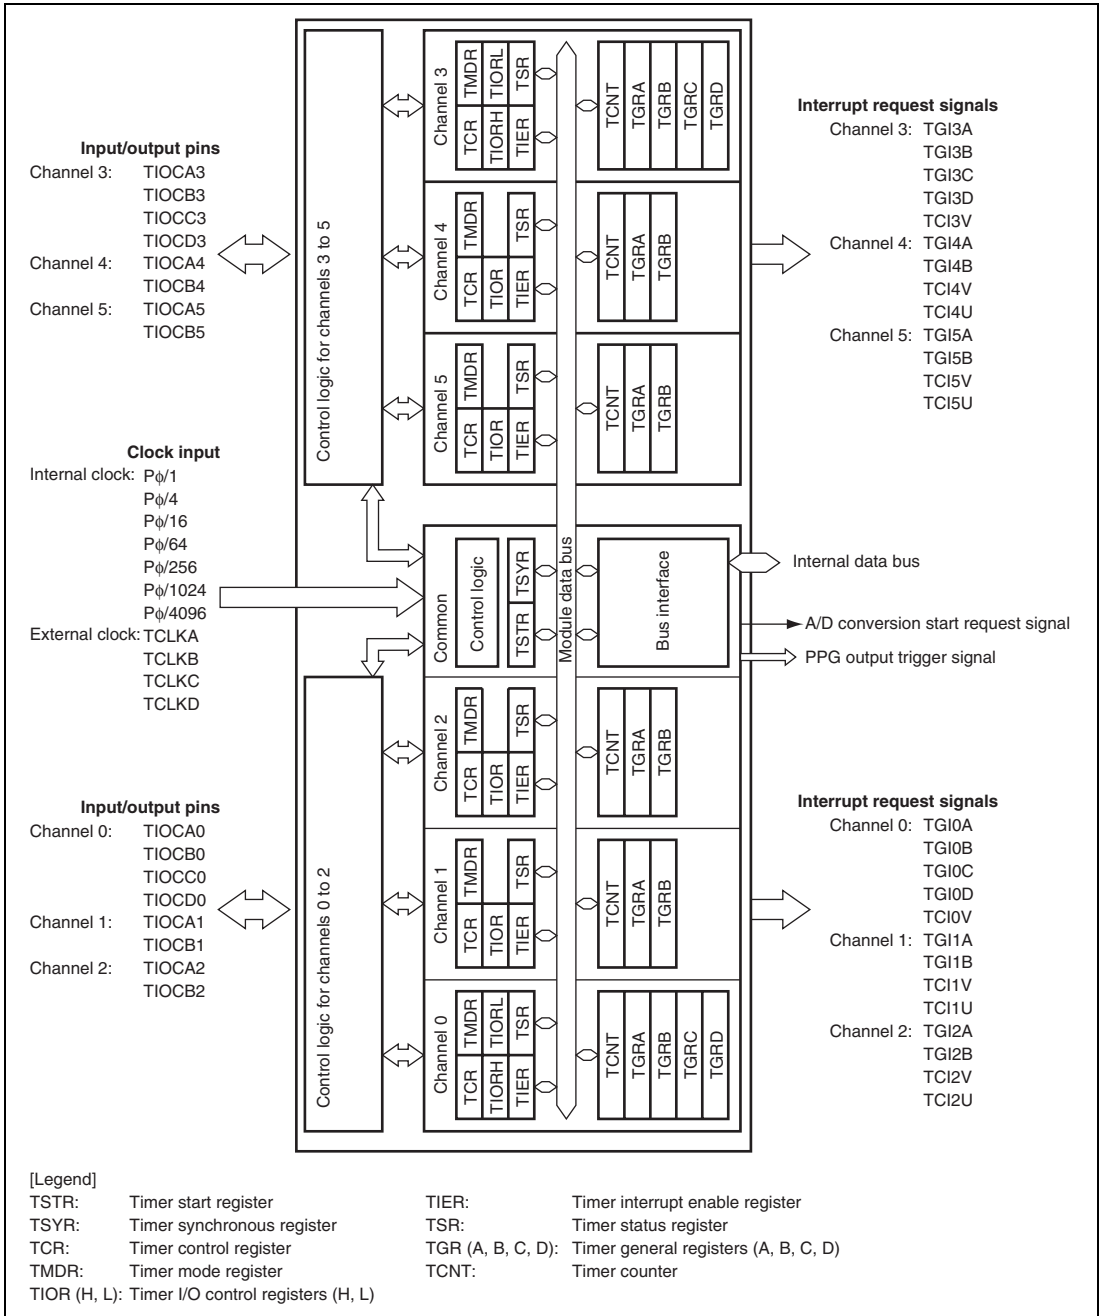 Input/output pins
Channel 3: TIOCA3
TIOCB3
TIOCC3
TIOCD3
Channel 4: TIOCA4
TIOCB4
Channel 5: TIOCA5
TIOCB5
Clock input
Internal clock: Pϕ/1
Pϕ/4
Pϕ/16
Pϕ/64
Pϕ/256
Pϕ/1024
Pϕ/4096
External clock: TCLKA
TCLKB
TCLKC
TCLKD
Input/output pins
Channel 0: TIOCA0
TIOCB0
TIOCC0
TIOCD0
Channel 1: TIOCA1
TIOCB1
Channel 2: TIOCA2
TIOCB2
Control logic for channels 3 to 5
Control logic for channels 0 to 2
Channel 3
TCR TMDR
TIORH TIORL
TIER TSR
TCNT
TGRA
TGRB
TGRC
TGRD
Channel 4
TCR TMDR
TIOR
TIER TSR
TCNT
TGRA
TGRB
Channel 5
TCR TMDR
TIOR
TIER TSR
TCNT
TGRA
TGRB
Common
Control logic
TSTR TSYR
Module data bus
Bus interface
Channel 2
TCR TMDR
TIOR
TIER TSR
TCNT
TGRA
TGRB
Channel 1
TCR TMDR
TIOR
TIER TSR
TCNT
TGRA
TGRB
Channel 0
TCR TMDR
TIORH TIORL
TIER TSR
TCNT
TGRA
TGRB
TGRC
TGRD
Interrupt request signals
Channel 3: TGI3A
TGI3B
TGI3C
TGI3D
TCI3V
Channel 4: TGI4A
TGI4B
TCI4V
TCI4U
Channel 5: TGI5A
TGI5B
TCI5V
TCI5U
Internal data bus
A/D conversion start request signal
PPG output trigger signal
Interrupt request signals
Channel 0: TGI0A
TGI0B
TGI0C
TGI0D
TCI0V
Channel 1: TGI1A
TGI1B
TCI1V
TCI1U
Channel 2: TGI2A
TGI2B
TCI2V
TCI2U
[Legend]
TSTR: Timer start register
TSYR: Timer synchronous register
TCR: Timer control register
TMDR: Timer mode register
TIOR (H, L): Timer I/O control registers (H, L)
TIER: Timer interrupt enable register
TSR: Timer status register
TGR (A, B, C, D): Timer general registers (A, B, C, D)
TCNT: Timer counter